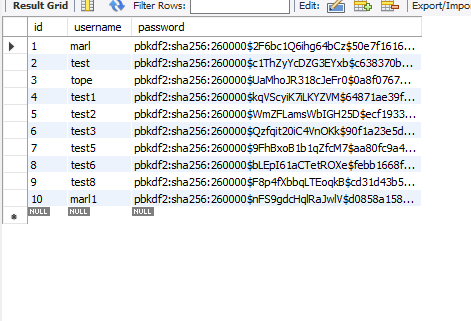 Result Grid Filter Rows: Edit: Export/Impor
id username password
1 marl pbkdf2:sha256:260000$2F6bc1Q6ihg64bCz$50e7f1616...
2 test pbkdf2:sha256:260000$c1ThZyYcDZG3EYxb$c638370b...
3 tope pbkdf2:sha256:260000$UaMhoJR318cJeFr0$0a8f0767...
4 test1 pbkdf2:sha256:260000$kqVScyiK7iLKYZVM$64871ae39f...
5 test2 pbkdf2:sha256:260000$WmZFLamsWbIGH25D$ecf1933...
6 test3 pbkdf2:sha256:260000$Qzfqit20iC4VnOKk$90f1a23e5d...
7 test5 pbkdf2:sha256:260000$9FhBxoB1b1qZfcM7$aa80fc9a4...
8 test6 pbkdf2:sha256:260000$bLEpI61aCTetROXe$febb1668f...
9 test8 pbkdf2:sha256:260000$F8p4fXbbqLTEoqkB$cd31d43b5...
10 marl1 pbkdf2:sha256:260000$nFS9gdcHqlRaJwlV$d0858a158...
NULL NULL NULL